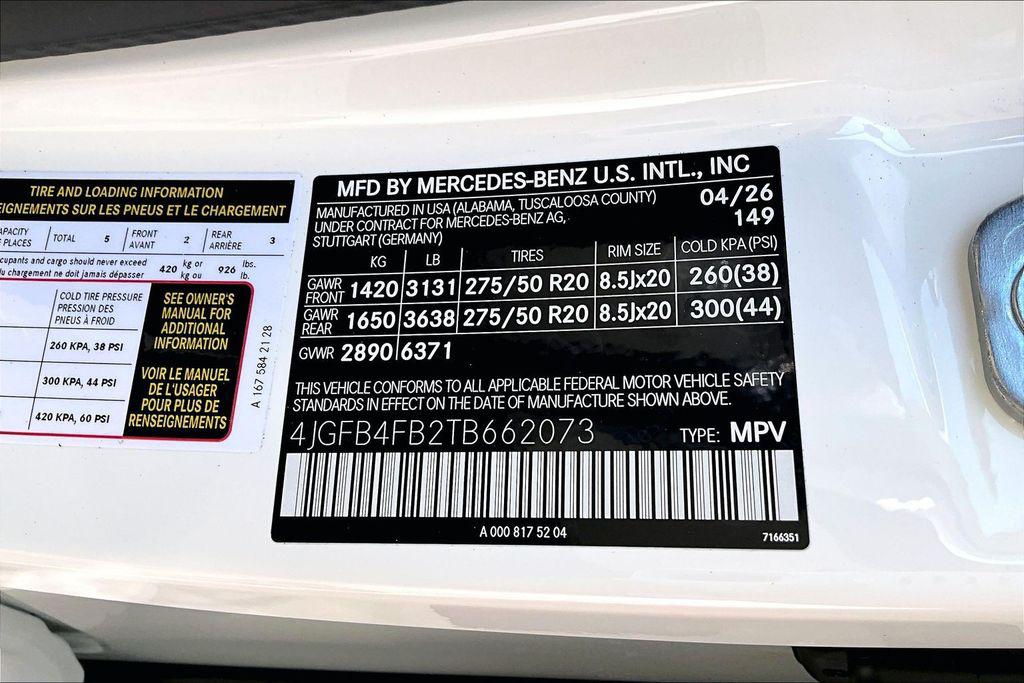 TIRE AND LOADING INFORMATION
EIGNEMENTS SUR LES PNEUS ET LE CHARGEMENT
TOTAL 5 FRONT AVANT 2 REAR ARRIÈRE 3
PLACES
cupants and cargo should never exceed
chargement ne doit jamais dépasser
420 kg or kg ou 926 lbs. lb.
COLD TIRE PRESSURE
PRESSION DES
PNEUS À FROID
260 KPA, 38 PSI
300 KPA, 44 PSI
420 KPA, 60 PSI
SEE OWNER'S
MANUAL FOR
ADDITIONAL
INFORMATION
VOIR LE MANUEL
DE L'USAGER
POUR PLUS DE
RENSEIGNEMENTS
A 167 584 21 28
MFD BY MERCEDES-BENZ U.S. INTL., INC
MANUFACTURED IN USA (ALABAMA, TUSCALOOSA COUNTY) 04/26
UNDER CONTRACT FOR MERCEDES-BENZ AG, 149
STUTTGART (GERMANY)
KG LB TIRES RIM SIZE COLD KPA (PSI)
GAWR FRONT 1420 3131 275/50 R20 8.5Jx20 260(38)
GAWR REAR 1650 3638 275/50 R20 8.5Jx20 300(44)
GVWR 2890 6371
THIS VEHICLE CONFORMS TO ALL APPLICABLE FEDERAL MOTOR VEHICLE SAFETY
STANDARDS IN EFFECT ON THE DATE OF MANUFACTURE SHOWN ABOVE.
4JGFB4FB2TB662073 TYPE: MPV
A 000 817 52 04
7166351